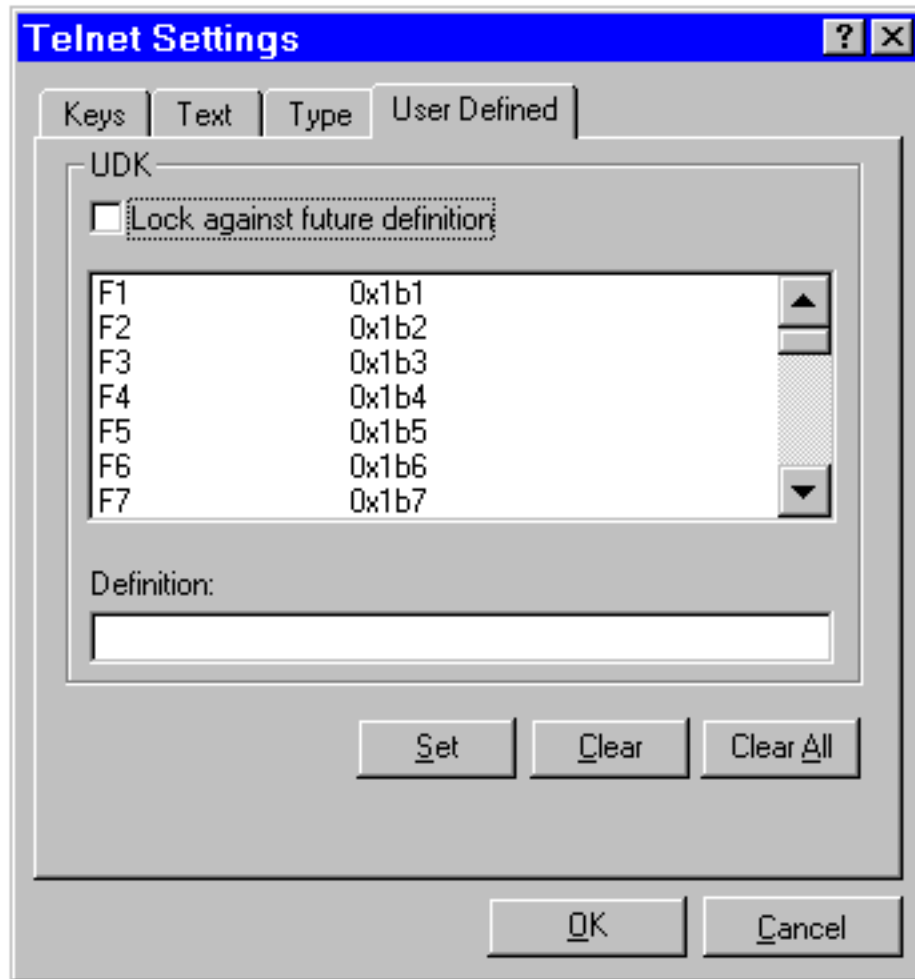 Telnet Settings
Keys Text Type User Defined
UDK
Lock against future definition
F1 0x1b1
F2 0x1b2
F3 0x1b3
F4 0x1b4
F5 0x1b5
F6 0x1b6
F7 0x1b7
Definition:
Set Clear Clear All
OK Cancel